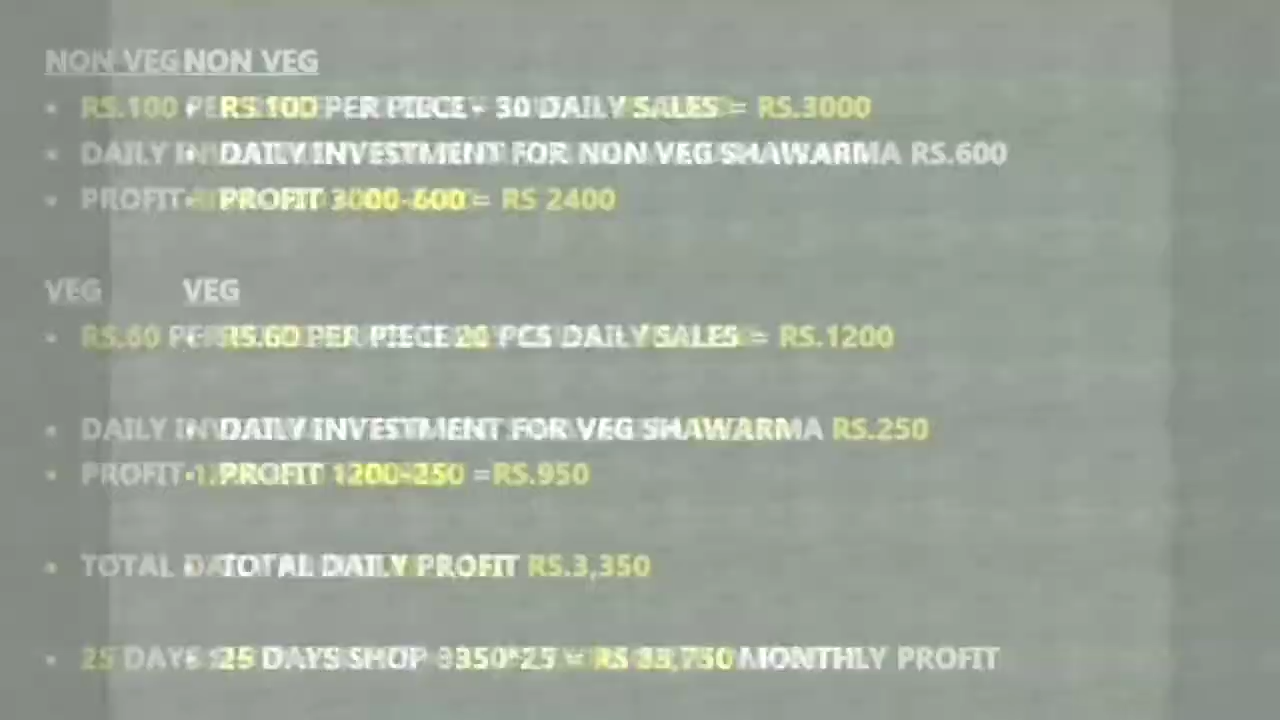 NON VEG
• RS.100 PER PIECE - 30 DAILY SALES = RS.3000
• DAILY INVESTMENT FOR NON VEG SHAWARMA RS.600
• PROFIT 3000-600 = RS 2400
VEG
• RS.60 PER PIECE 20 PCS DAILY SALES = RS.1200
• DAILY INVESTMENT FOR VEG SHAWARMA RS.250
• PROFIT 1200-250 =RS.950
• TOTAL DAILY PROFIT RS.3,350
• 25 DAYS SHOP 3350*25 = RS 83,750 MONTHLY PROFIT